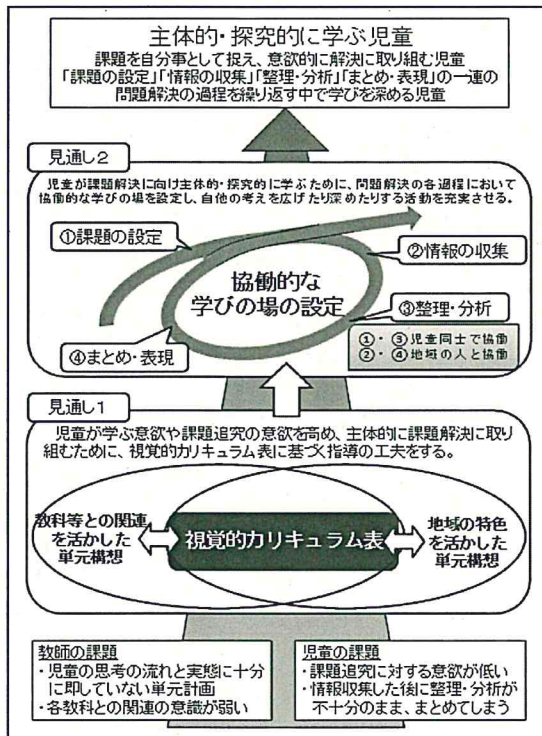 主体的・探究的に学ぶ児童
課題を自分事として捉え、意欲的に解決に取り組む児童
「課題の設定」「情報の収集」「整理・分析」「まとめ・表現」の一連の
問題解決の過程を繰り返す中で学びを深める児童
見通し2
児童が課題解決に向け主体的・探究的に学ぶために、問題解決の各過程において
協働的な学びの場を設定し、自他の考えを広げたり深めたりする活動を充実させる。
①課題の設定
②情報の収集
協働的な
学びの場の設定
③整理・分析
④まとめ・表現
①・③児童同士で協働
②・④地域の人と協働
見通し1
児童が学ぶ意欲や課題追究の意欲を高め、主体的に課題解決に取り
組むために、視覚的カリキュラム表に基づく指導の工夫をする。
教科等との関連
を活かした
単元構想
視覚的カリキュラム表
地域の特色
を活かした
単元構想
教師の課題
・児童の思考の流れと実態に十分
に即していない単元計画
・各教科との関連の意識が弱い
児童の課題
・課題追究に対する意欲が低い
・情報収集した後に整理・分析が
不十分のまま、まとめてしまう